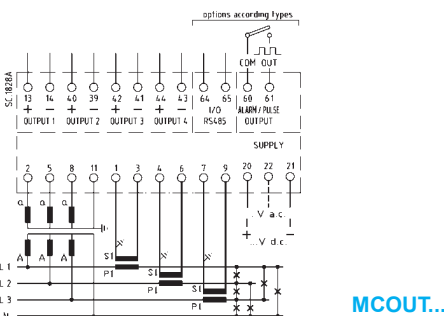 options according types
COM OUT
SC 1828A
13 14 40 39 42 41 44 43 64 65 60 61
+ − + − + − + − I/O ALARM / PULSE
OUTPUT 1 OUTPUT 2 OUTPUT 3 OUTPUT 4 RS485 OUTPUT
SUPPLY
2 5 8 11 1 3 4 6 7 9 20 22 21
a a a
...V a.c.
+ −
...V d.c.
A A A
S1
L 1
P1
S1
L 2
P1
S1
L 3
P1
N
MCOUT...